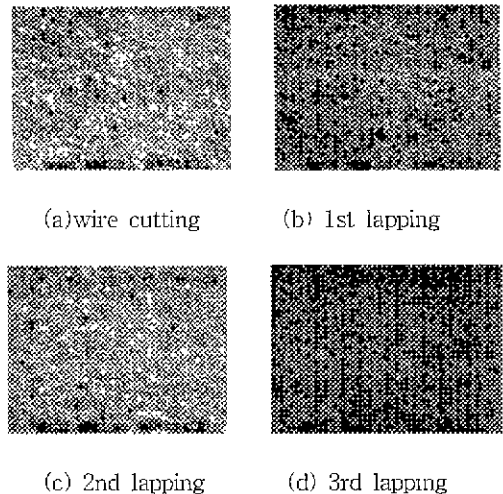 (a)wire cutting
(b) 1st lapping
(c) 2nd lapping
(d) 3rd lapping